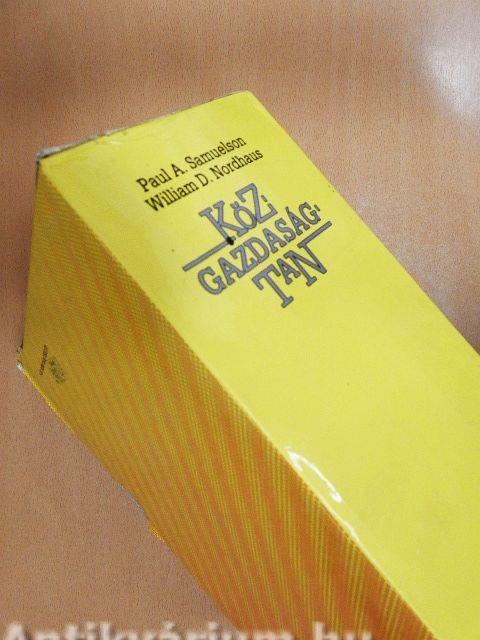 Paul A. Samuelson
William D. Nordhaus
KÖZ-
GAZDASÁG-
TAN
Antikvárium.hu